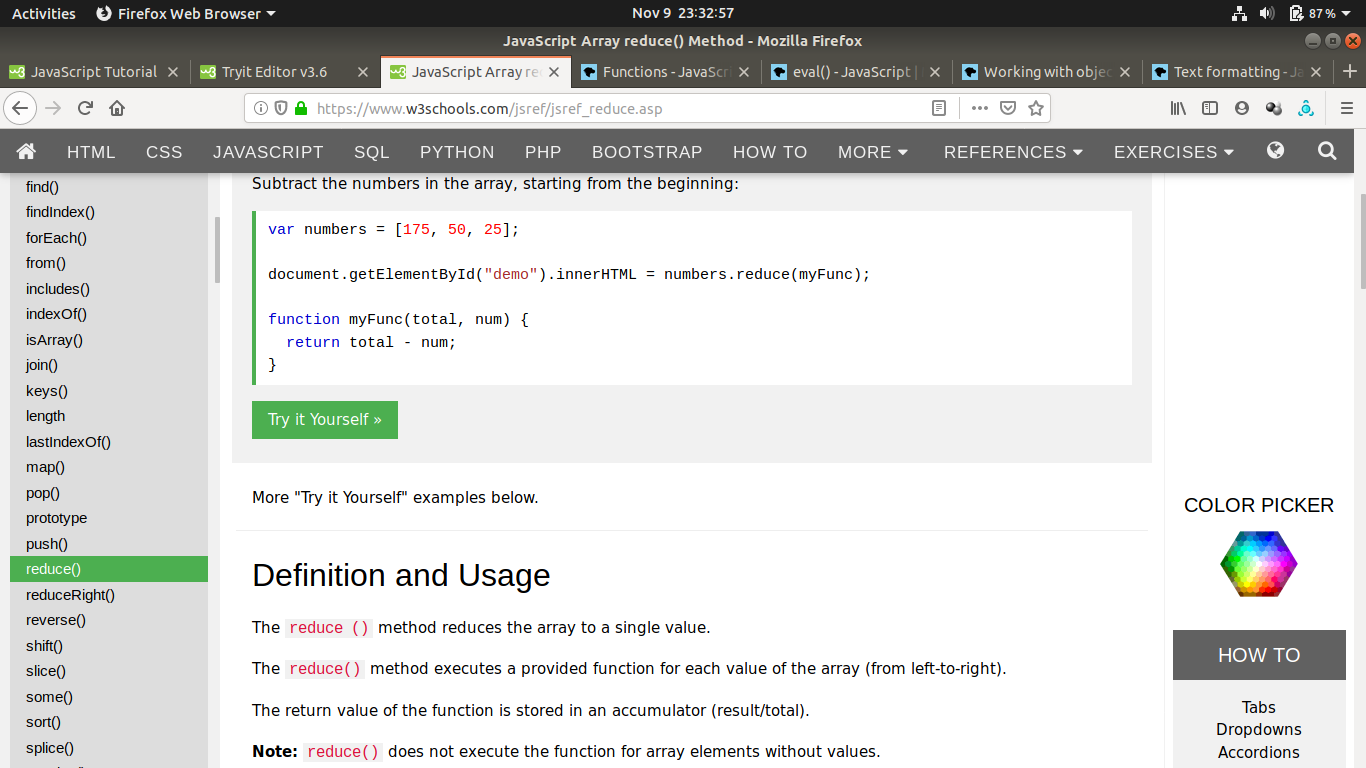 Activities Firefox Web Browser Nov 9 23:32:57 87%
JavaScript Array reduce() Method - Mozilla Firefox
JavaScript Tutorial Tryit Editor v3.6 JavaScript Array re Functions - JavaScri eval() - JavaScript | Working with objec Text formatting - Ja
https://www.w3schools.com/jsref/jsref_reduce.asp
HTML CSS JAVASCRIPT SQL PYTHON PHP BOOTSTRAP HOW TO MORE REFERENCES EXERCISES
find()
findIndex()
forEach()
from()
includes()
indexOf()
isArray()
join()
keys()
length
lastIndexOf()
map()
pop()
prototype
push()
reduce()
reduceRight()
reverse()
shift()
slice()
some()
sort()
splice()
Subtract the numbers in the array, starting from the beginning:
var numbers = [175, 50, 25];
document.getElementById("demo").innerHTML = numbers.reduce(myFunc);
function myFunc(total, num) {
  return total - num;
}
Try it Yourself »
More "Try it Yourself" examples below.
Definition and Usage
The reduce () method reduces the array to a single value.
The reduce() method executes a provided function for each value of the array (from left-to-right).
The return value of the function is stored in an accumulator (result/total).
Note: reduce() does not execute the function for array elements without values.
COLOR PICKER
HOW TO
Tabs
Dropdowns
Accordions